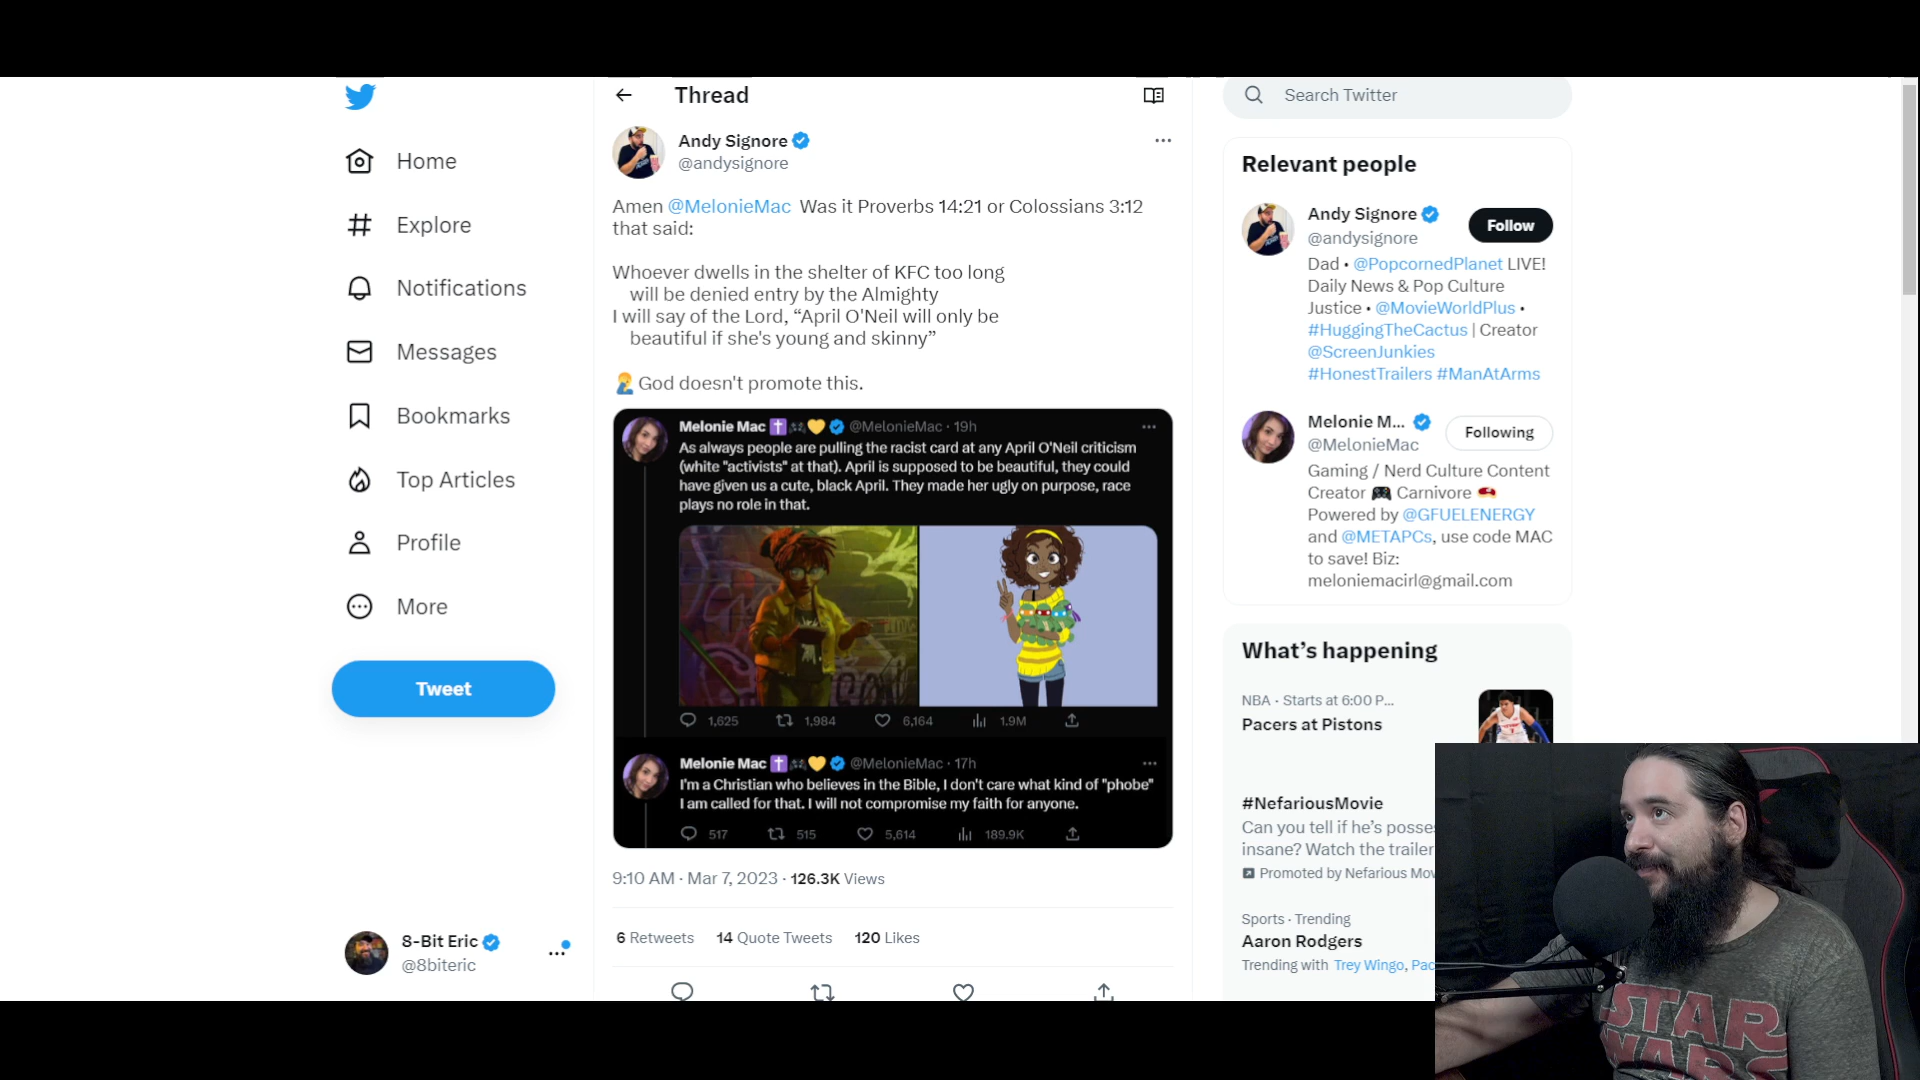 Thread
Search Twitter
Home
Explore
Notifications
Messages
Bookmarks
Top Articles
Profile
More
Tweet
8-Bit Eric
@8biteric
Andy Signore
@andysignore
Amen @MelonieMac Was it Proverbs 14:21 or Colossians 3:12
that said:
Whoever dwells in the shelter of KFC too long
will be denied entry by the Almighty
I will say of the Lord, “April O'Neil will only be
beautiful if she's young and skinny”
God doesn't promote this.
Melonie Mac @MelonieMac · 19h
As always people are pulling the racist card at any April O'Neil criticism
(white "activists" at that). April is supposed to be beautiful, they could
have given us a cute, black April. They made her ugly on purpose, race
plays no role in that.
1,625 1,984 6,164 1.9M
Melonie Mac @MelonieMac · 17h
I'm a Christian who believes in the Bible, I don't care what kind of "phobe"
I am called for that. I will not compromise my faith for anyone.
517 515 5,614 189.9K
9:10 AM · Mar 7, 2023 · 126.3K Views
6 Retweets 14 Quote Tweets 120 Likes
Relevant people
Andy Signore
@andysignore
Follow
Dad • @PopcornedPlanet LIVE!
Daily News & Pop Culture
Justice • @MovieWorldPlus •
#HuggingTheCactus | Creator
@ScreenJunkies
#HonestTrailers #ManAtArms
Melonie M...
@MelonieMac
Following
Gaming / Nerd Culture Content
Creator Carnivore
Powered by @GFUELENERGY
and @METAPCs, use code MAC
to save! Biz:
meloniemacirl@gmail.com
What’s happening
NBA · Starts at 6:00 P...
Pacers at Pistons
#NefariousMovie
Can you tell if he’s
insane? Watch the trailer
Promoted by Nefarious
Sports · Trending
Aaron Rodgers
Trending with Trey Wingo,
STAR
WARS